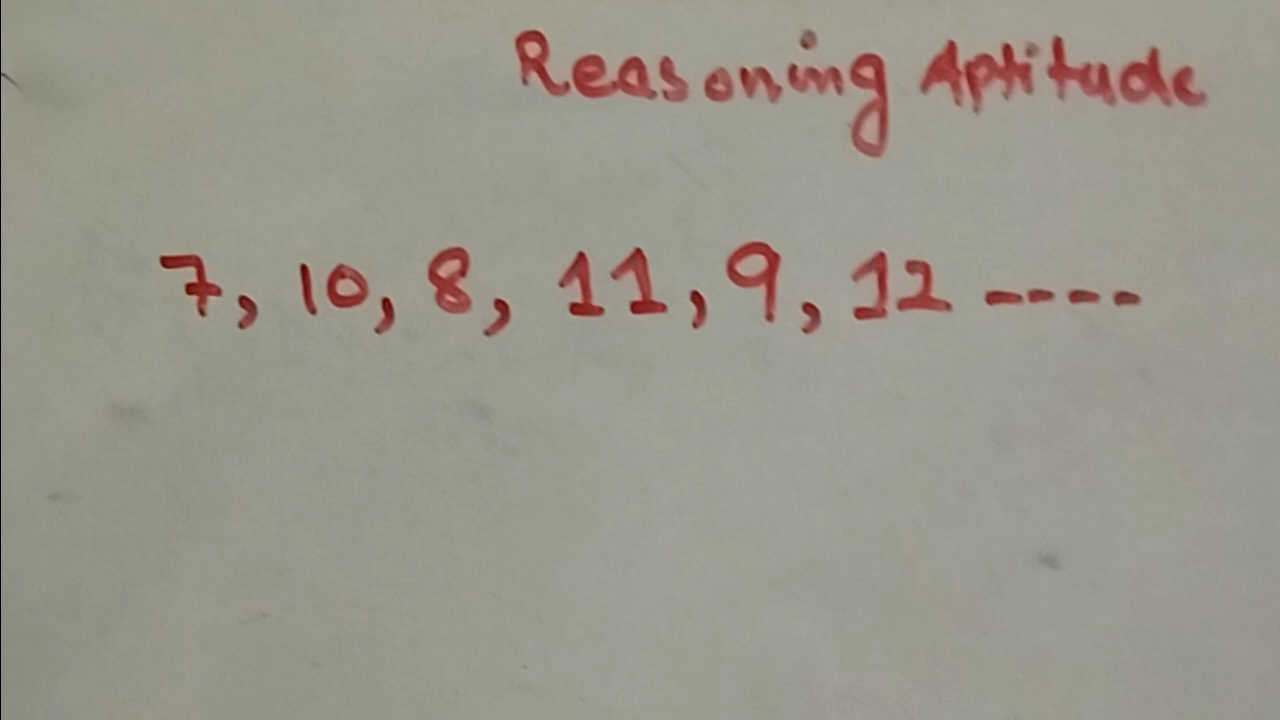 Reasoning Aptitude
7, 10, 8, 11, 9, 12 ----